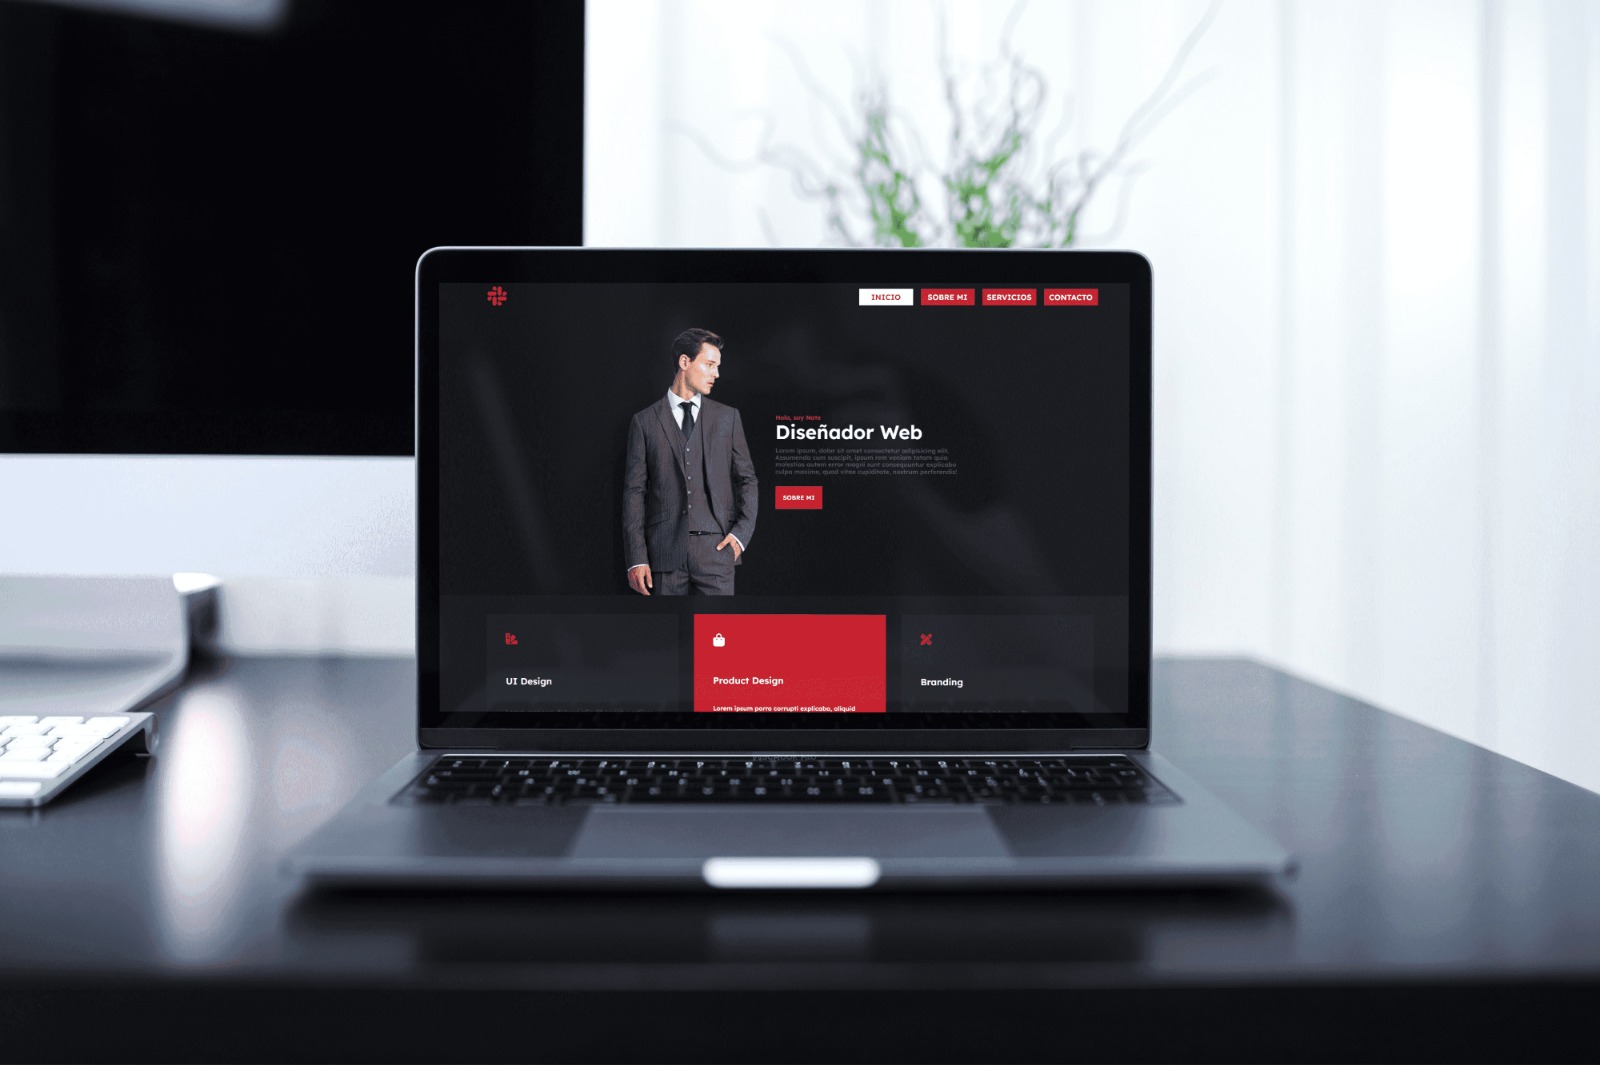 INICIO
SOBRE MI
SERVICIOS
CONTACTO
Hola, soy Nate
Diseñador Web
Lorem ipsum, dolor sit amet consectetur adipisicing elit.
Assumenda cum suscipit, ipsum rem veniam totam quia
molestias autem error magni sunt consequuntur explicabo
culpa maxime, quod vitae cupiditate, nostrum perferendis!
SOBRE MI
UI Design
Product Design
Branding
Lorem ipsum porro corrupti explicabo, aliquid